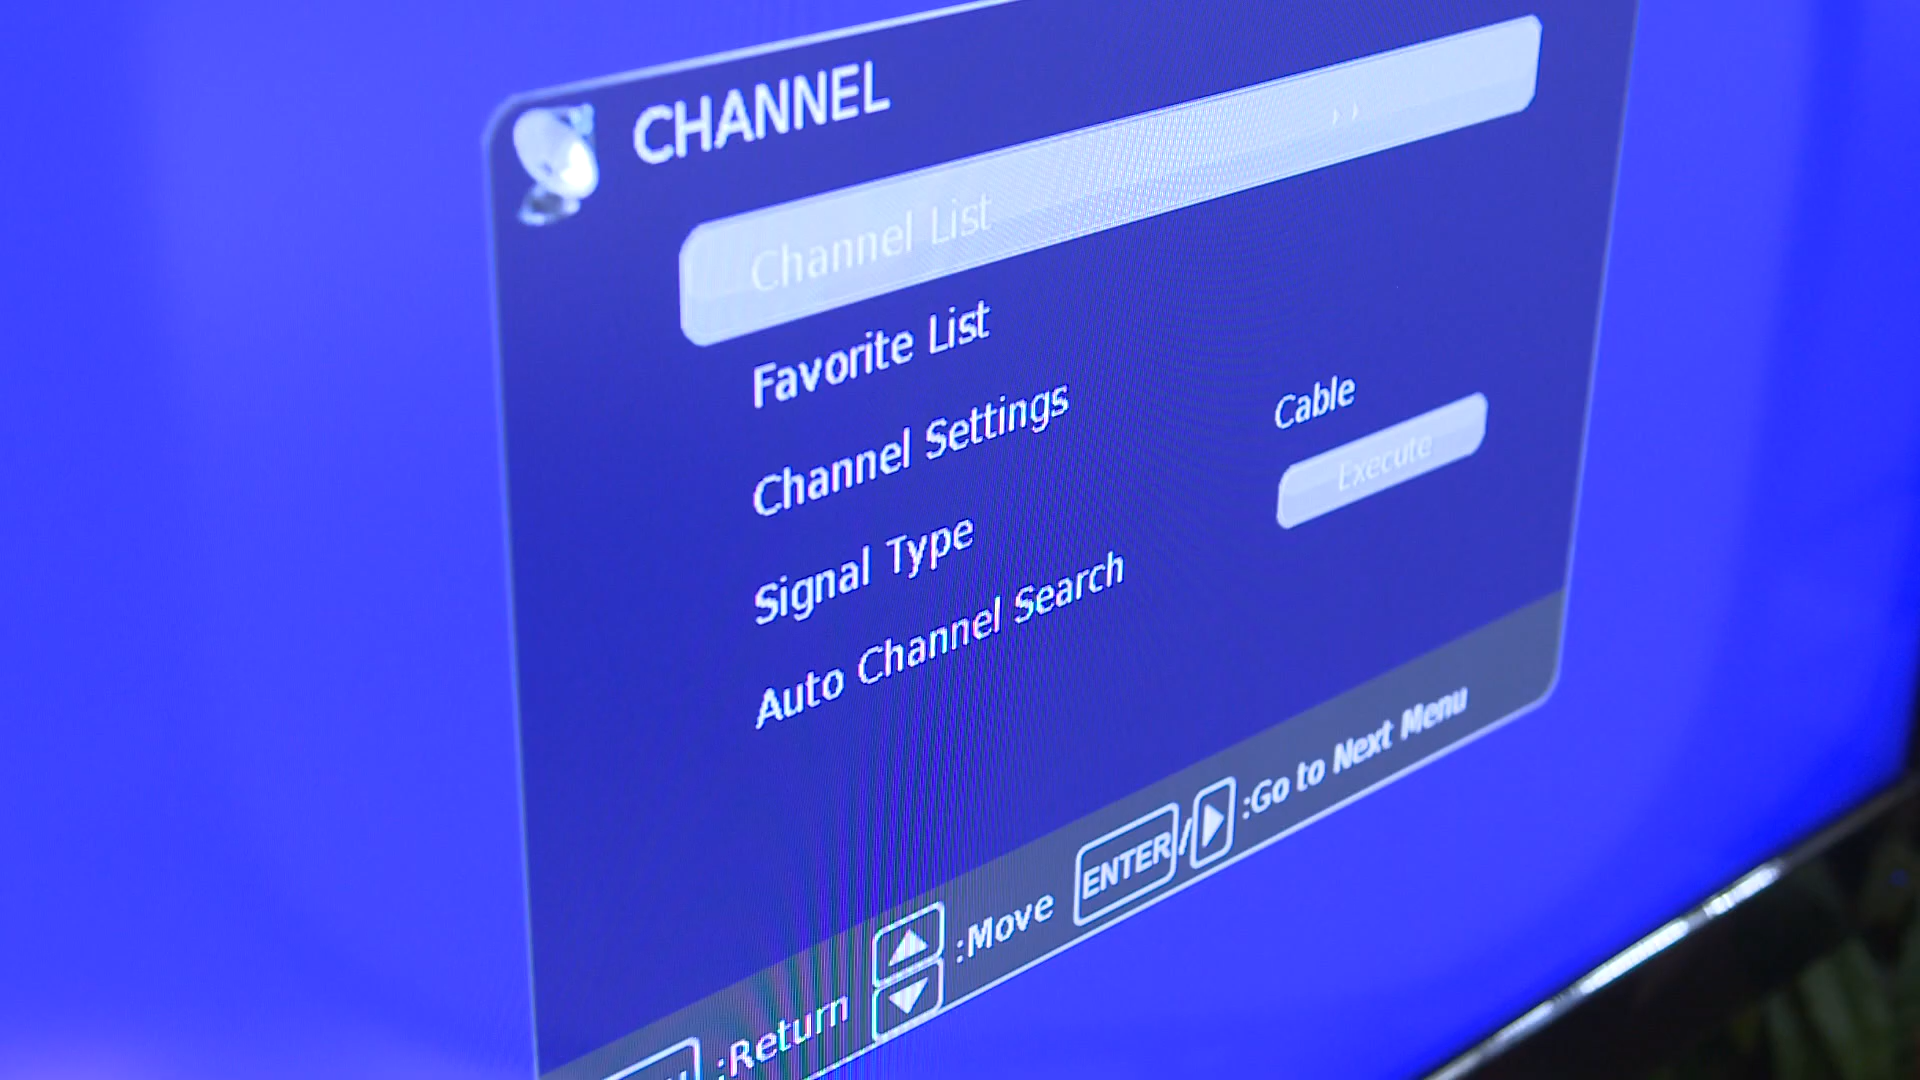 CHANNEL
Channel List
Favorite List
Channel Settings
Signal Type Cable
Auto Channel Search Execute
:Return :Move ENTER/ :Go to Next Menu